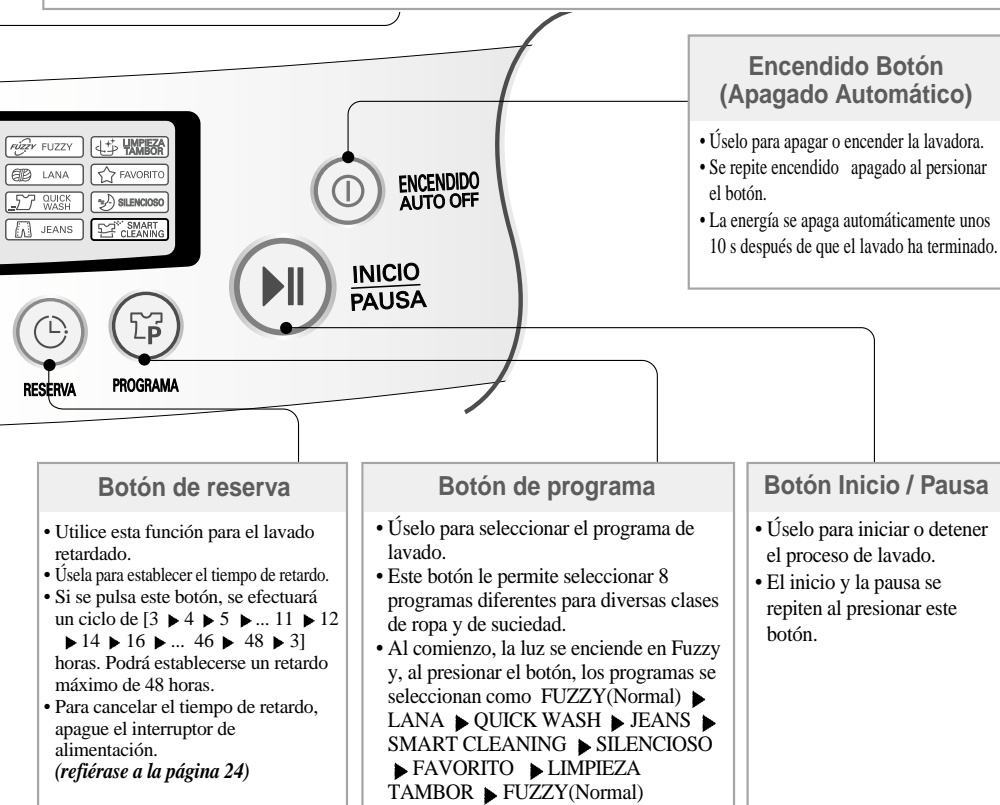 Encendido Botón
(Apagado Automático)
• Úselo para apagar o encender la lavadora.
• Se repite encendido apagado al persionar
el botón.
• La energía se apaga automáticamente unos
10 s después de que el lavado ha terminado.
FUZZY FUZZY
LIMPIEZA
TAMBOR
LANA
FAVORITO
QUICK
WASH
SILENCIOSO
JEANS
SMART
CLEANING
ENCENDIDO
AUTO OFF
INICIO
PAUSA
RESERVA
P
PROGRAMA
Botón de reserva
• Utilice esta función para el lavado
retardado.
• Úsela para establecer el tiempo de retardo.
• Si se pulsa este botón, se efectuará
un ciclo de [3 ▶ 4 ▶ 5 ▶ ... 11 ▶ 12
▶ 14 ▶ 16 ▶ ... 46 ▶ 48 ▶ 3]
horas. Podrá establecerse un retardo
máximo de 48 horas.
• Para cancelar el tiempo de retardo,
apague el interruptor de
alimentación.
(refiérase a la página 24)
Botón de programa
• Úselo para seleccionar el programa de
lavado.
• Este botón le permite seleccionar 8
programas diferentes para diversas clases
de ropa y de suciedad.
• Al comienzo, la luz se enciende en Fuzzy
y, al presionar el botón, los programas se
seleccionan como FUZZY(Normal) ▶
LANA ▶ QUICK WASH ▶ JEANS ▶
SMART CLEANING ▶ SILENCIOSO
▶ FAVORITO ▶ LIMPIEZA
TAMBOR ▶ FUZZY(Normal)
Botón Inicio / Pausa
• Úselo para iniciar o detener
el proceso de lavado.
• El inicio y la pausa se
repiten al presionar este
botón.